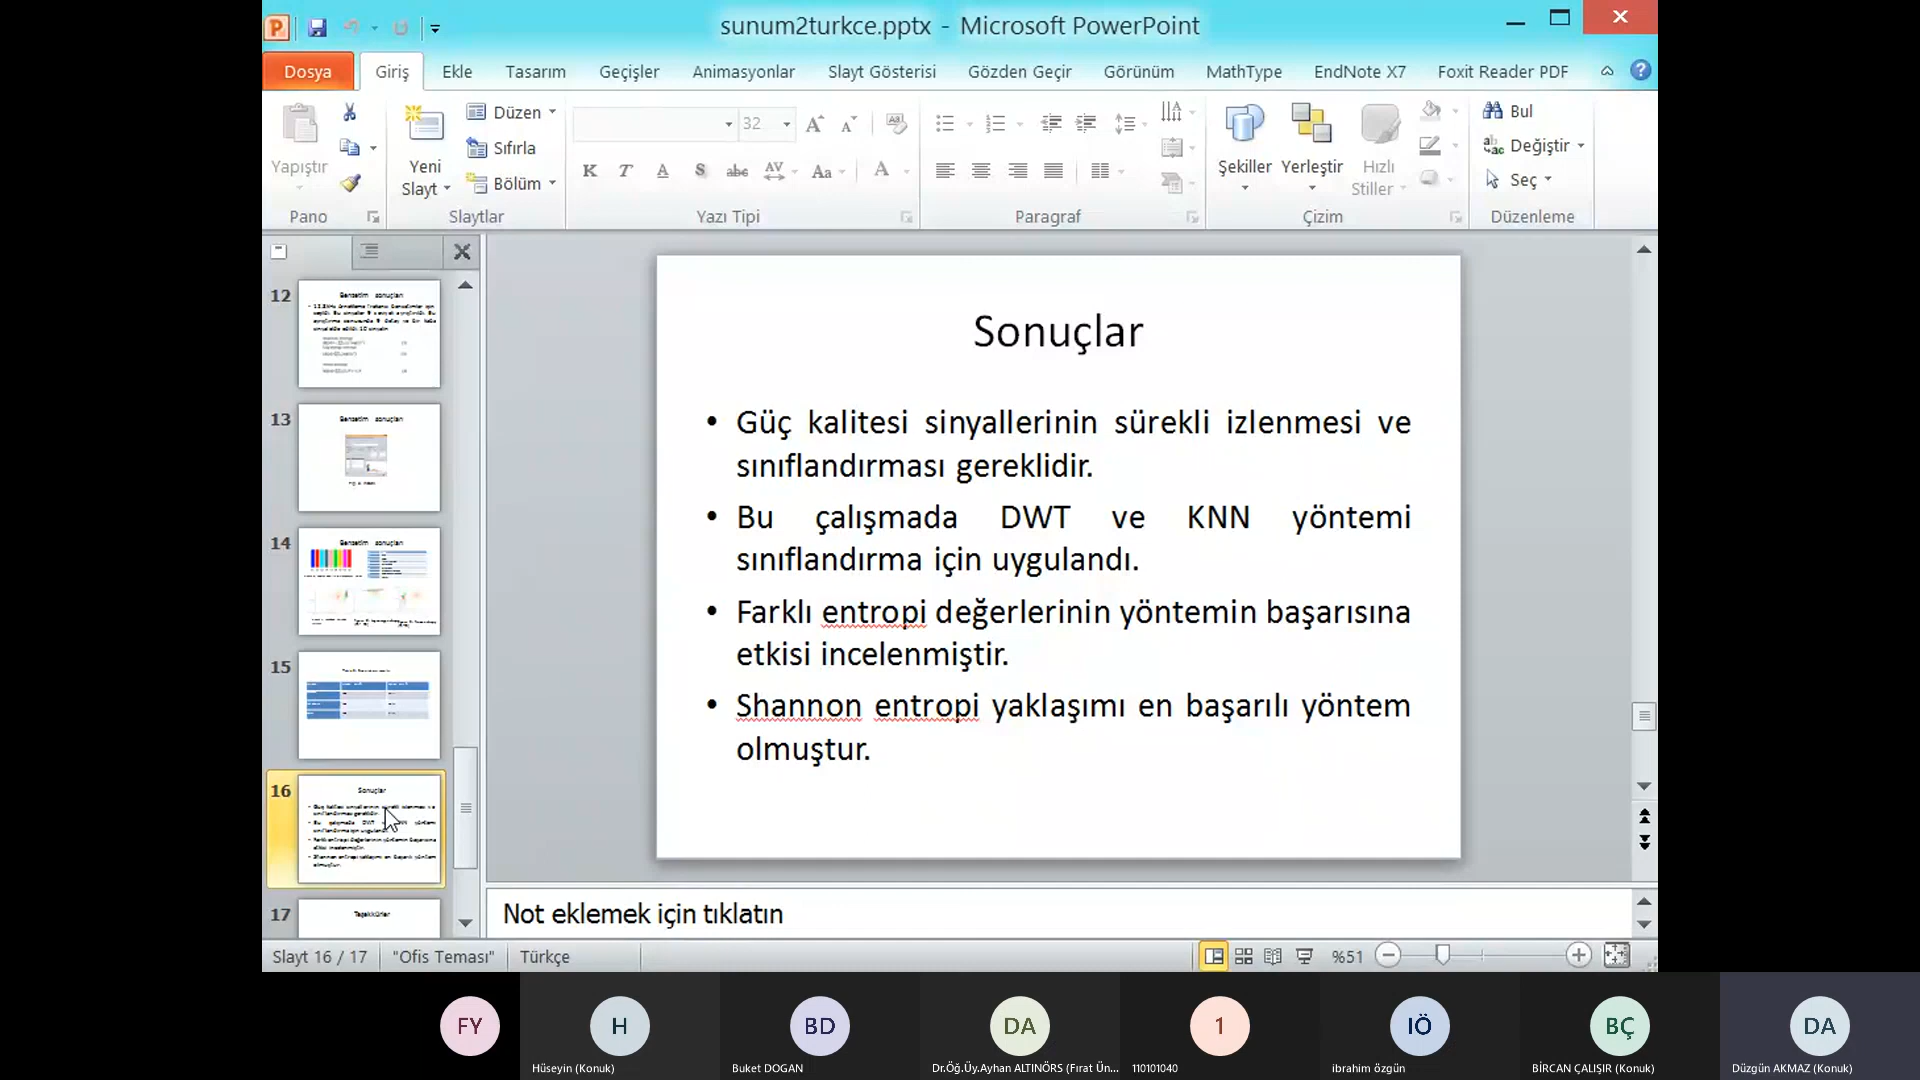 sunum2turkce.pptx - Microsoft PowerPoint
Dosya Giriş Ekle Tasarım Geçişler Animasyonlar Slayt Gösterisi Gözden Geçir Görünüm MathType EndNote X7 Foxit Reader PDF
Yapıştır
Pano
Yeni Slayt
Düzen
Sıfırla
Bölüm
Slaytlar
32
K T A S abc AV Aa A
Yazı Tipi
Paragraf
Şekiller
Yerleştir
Hızlı Stiller
Çizim
Bul
Değiştir
Seç
Düzenleme
12
13
14
15
16
Sonuçlar
17
Teşekkürler
Sonuçlar
• Güç kalitesi sinyallerinin sürekli izlenmesi ve
sınıflandırması gereklidir.
• Bu çalışmada DWT ve KNN yöntemi
sınıflandırma için uygulandı.
• Farklı entropi değerlerinin yöntemin başarısına
etkisi incelenmiştir.
• Shannon entropi yaklaşımı en başarılı yöntem
olmuştur.
Not eklemek için tıklatın
Slayt 16 / 17 "Ofis Teması" Türkçe %51
FY H BD DA 1 IÖ BÇ DA
Hüseyin (Konuk) Buket DOGAN Dr.Öğ.Üy.Ayhan ALTINÖRS (Fırat Ün... 110101040 ibrahim özgün BİRCAN ÇALIŞIR (Konuk) Düzgün AKMAZ (Konuk)